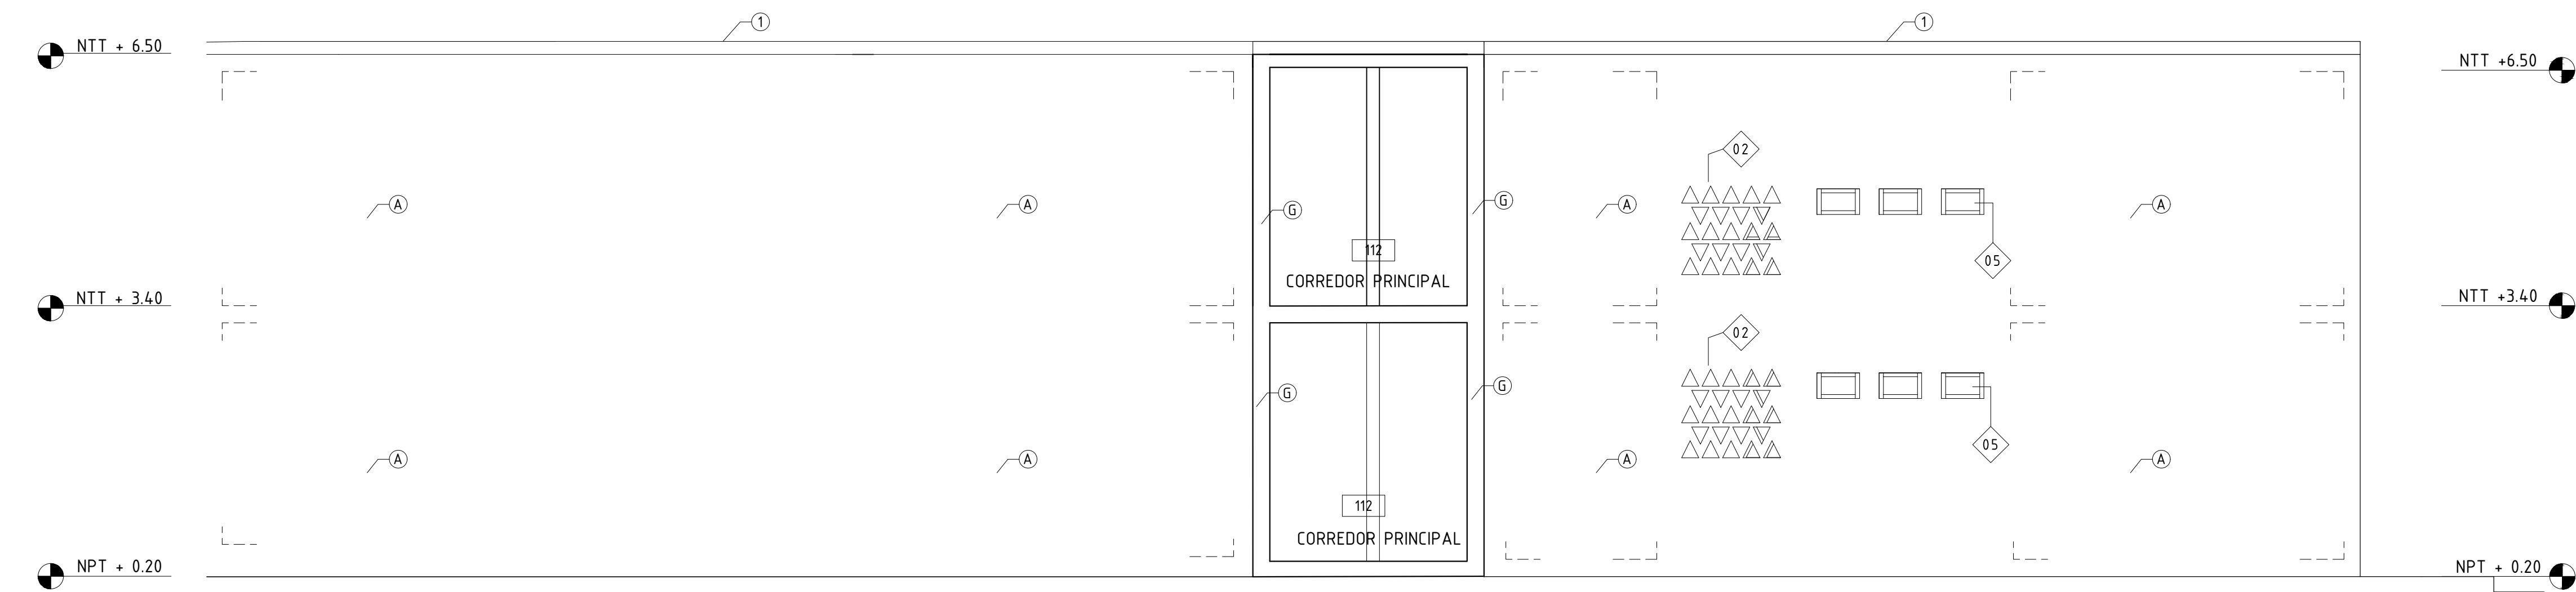 1
1
NTT + 6.50
NTT +6.50
02
A
A
G
G
A
A
112
05
CORREDOR PRINCIPAL
NTT + 3.40
NTT +3.40
02
G
G
05
A
A
A
A
112
CORREDOR PRINCIPAL
NPT + 0.20
NPT + 0.20